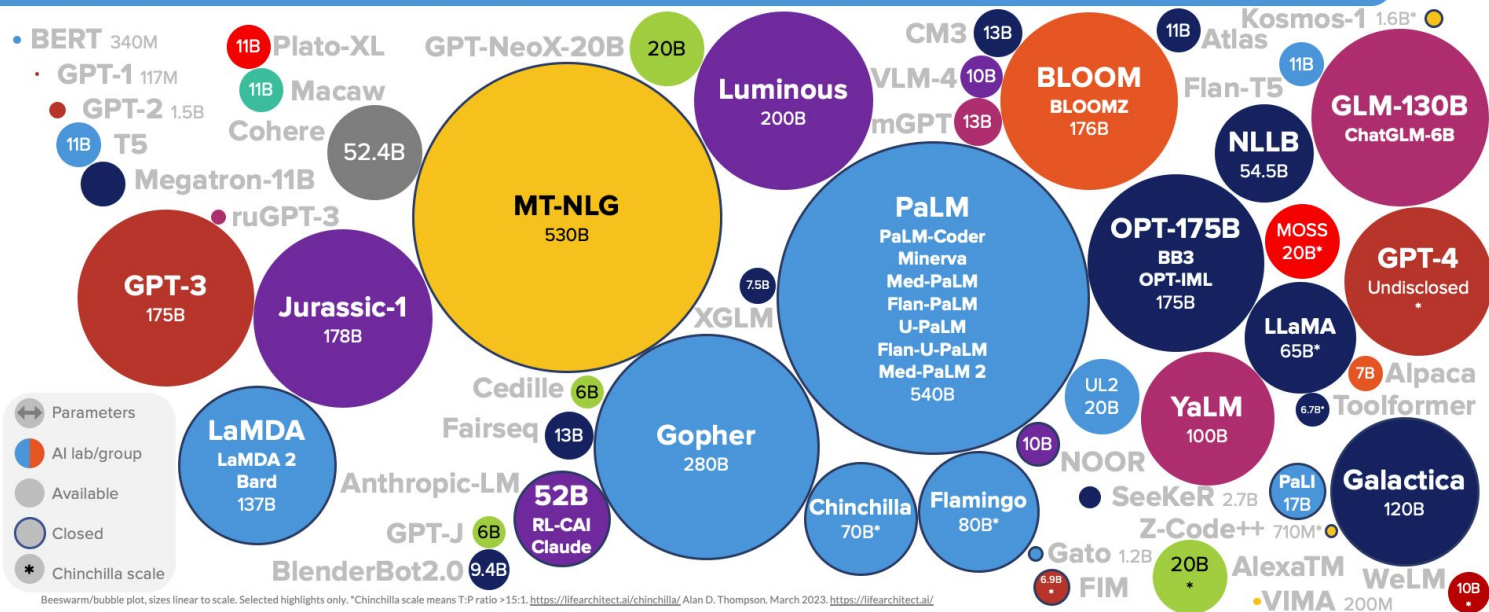 BERT 340M
GPT-1 117M
GPT-2 1.5B
11B T5
Megatron-11B
ruGPT-3
11B Plato-XL
11B Macaw
Cohere
52.4B
GPT-NeoX-20B 20B
MT-NLG
530B
Luminous
200B
CM3 13B
VLM-4 10B
mGPT 13B
BLOOM
BLOOMZ
176B
11B Atlas
Kosmos-1 1.6B*
11B
Flan-T5
NLLB
54.5B
GLM-130B
ChatGLM-6B
GPT-3
175B
Jurassic-1
178B
7.5B
XGLM
PaLM
PaLM-Coder
Minerva
Med-PaLM
Flan-PaLM
U-PaLM
Flan-U-PaLM
Med-PaLM 2
540B
OPT-175B
BB3
OPT-IML
175B
MOSS
20B*
GPT-4
Undisclosed
*
LLaMA
65B*
7B Alpaca
6.7B* Toolformer
UL2
20B
YaLM
100B
LaMDA
LaMDA 2
Bard
137B
Cedille 6B
Fairseq 13B
Gopher
280B
Anthropic-LM
52B
RL-CAI
Claude
GPT-J 6B
BlenderBot2.0 9.4B
Chinchilla
70B*
Flamingo
80B*
10B
NOOR
SeeKeR 2.7B
PaLI
17B
Galactica
120B
Z-Code++ 710M*
Gato 1.2B
6.9B
*
FIM
20B
*
AlexaTM
VIMA 200M
WeLM
10B
*
Parameters
AI lab/group
Available
Closed
* Chinchilla scale
Beeswarm/bubble plot, sizes linear to scale. Selected highlights only. *Chinchilla scale means T:P ratio >15:1. https://lifearchitect.ai/chinchilla/ Alan D. Thompson. March 2023. https://lifearchitect.ai/